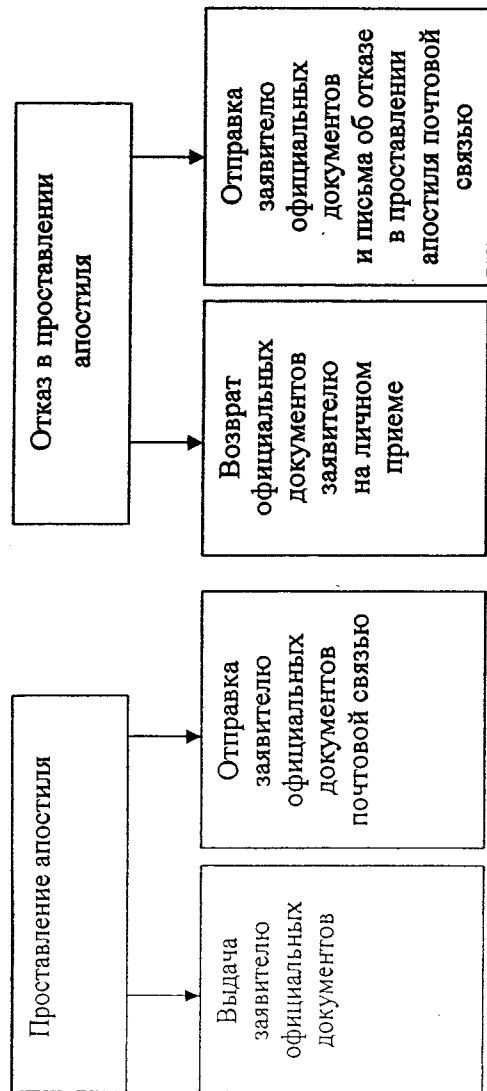 Проставление апостиля
Отказ в проставлении
апостиля
Выдача
заявителю
официальных
документов
Отправка
заявителю
официальных
документов
почтовой связью
Возврат
официальных
документов
заявителю
на личном
приеме
Отправка
заявителю
официальных
документов
и письма об отказе
в проставлении
апостиля почтовой
связью